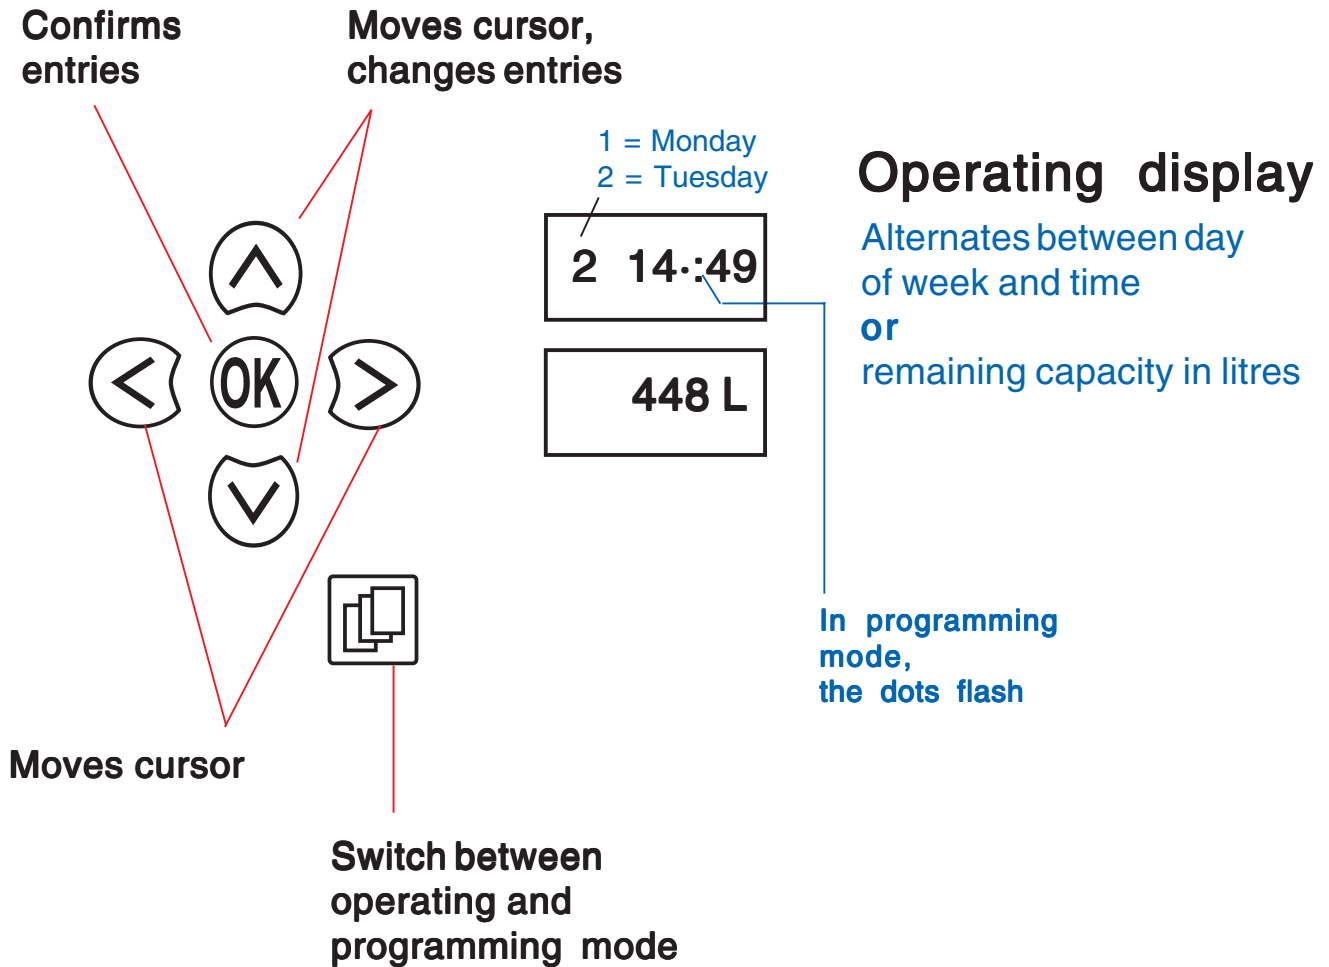 Confirms
entries
Moves cursor,
changes entries
1 = Monday
2 = Tuesday
Operating display
Alternates between day
of week and time
or
remaining capacity in litres
2 14·:49
OK
448 L
In programming
mode,
the dots flash
Moves cursor
Switch between
operating and
programming mode